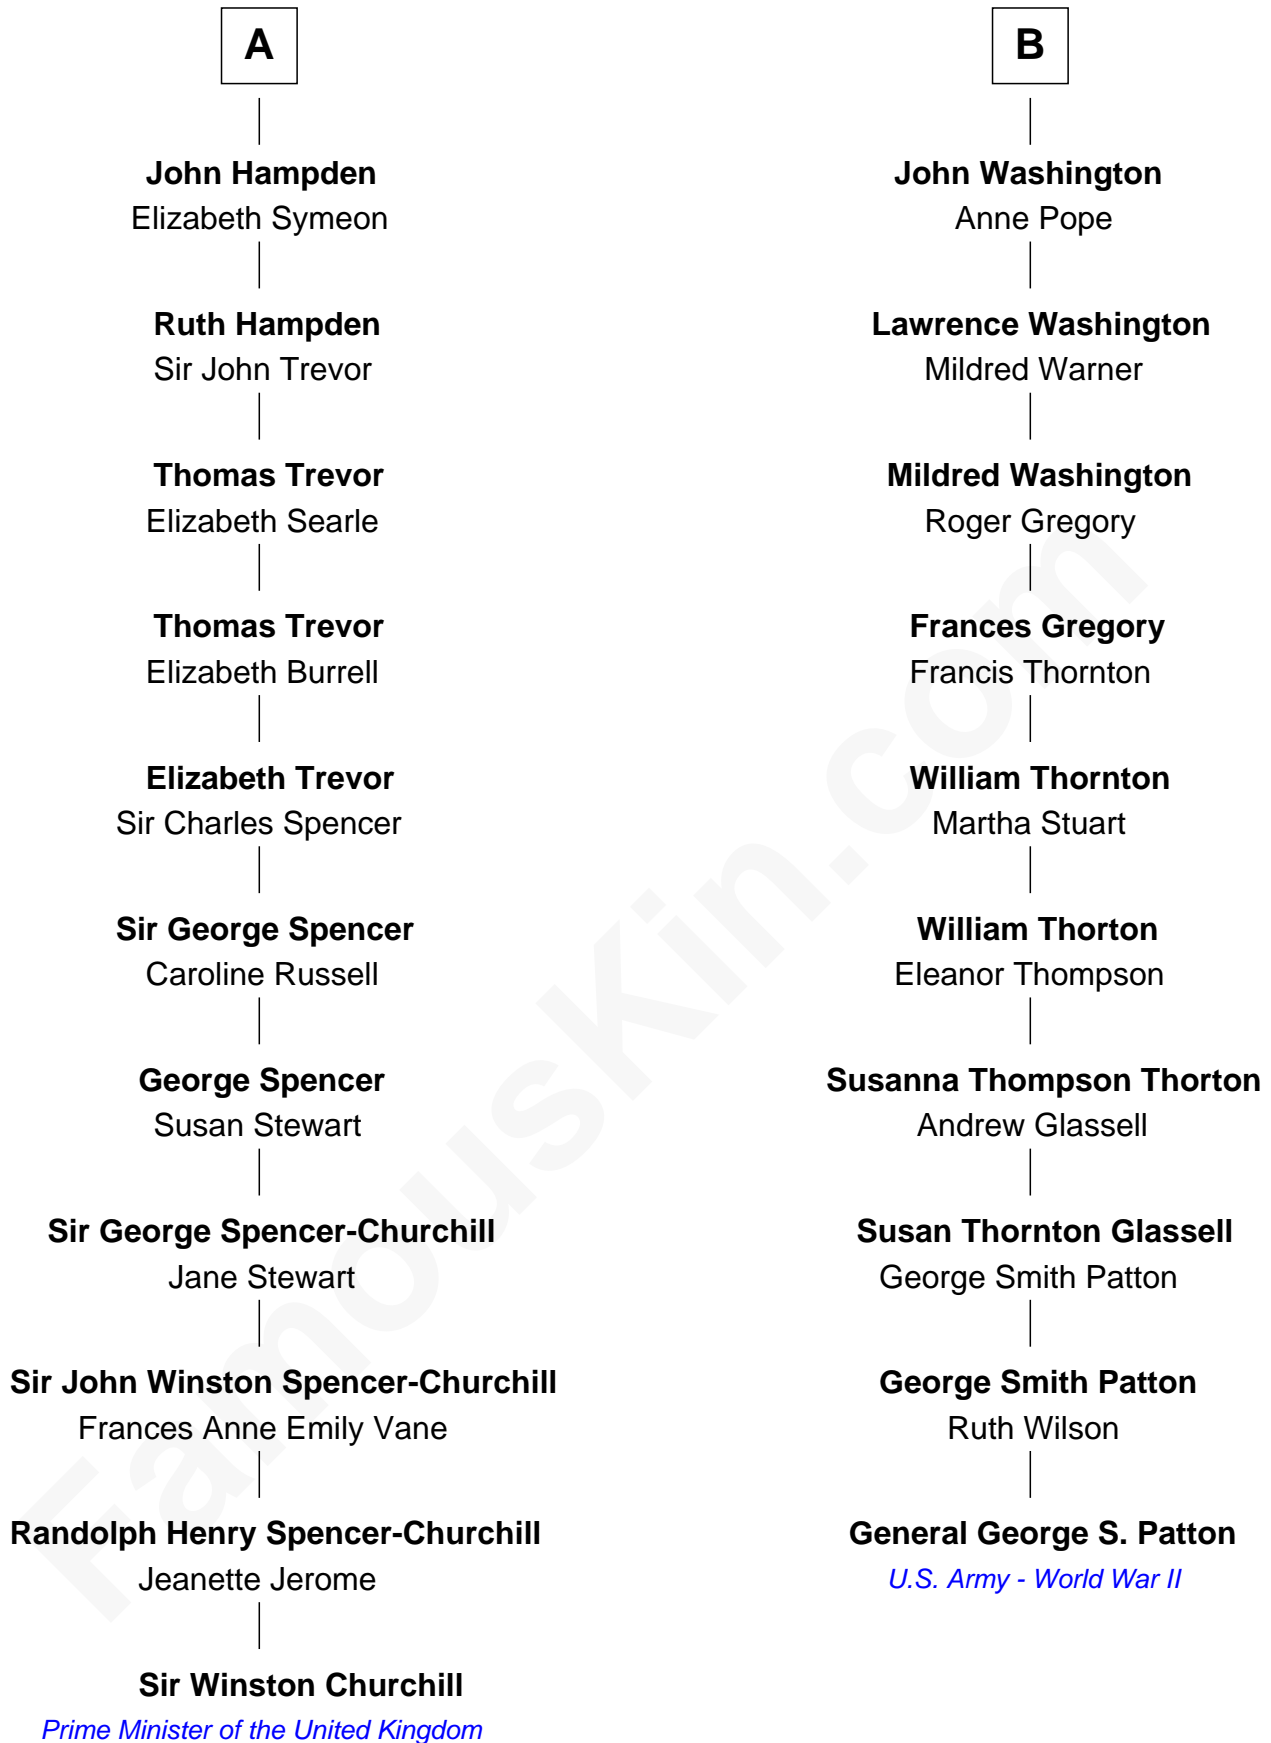 A
John Hampden
Elizabeth Symeon
Ruth Hampden
Sir John Trevor
Thomas Trevor
Elizabeth Searle
Thomas Trevor
Elizabeth Burrell
Elizabeth Trevor
Sir Charles Spencer
Sir George Spencer
Caroline Russell
George Spencer
Susan Stewart
Sir George Spencer-Churchill
Jane Stewart
Sir John Winston Spencer-Churchill
Frances Anne Emily Vane
Randolph Henry Spencer-Churchill
Jeanette Jerome
Sir Winston Churchill
Prime Minister of the United Kingdom
B
John Washington
Anne Pope
Lawrence Washington
Mildred Warner
Mildred Washington
Roger Gregory
Frances Gregory
Francis Thornton
William Thornton
Martha Stuart
William Thorton
Eleanor Thompson
Susanna Thompson Thorton
Andrew Glassell
Susan Thornton Glassell
George Smith Patton
George Smith Patton
Ruth Wilson
General George S. Patton
U.S. Army - World War II
FamousKin.com